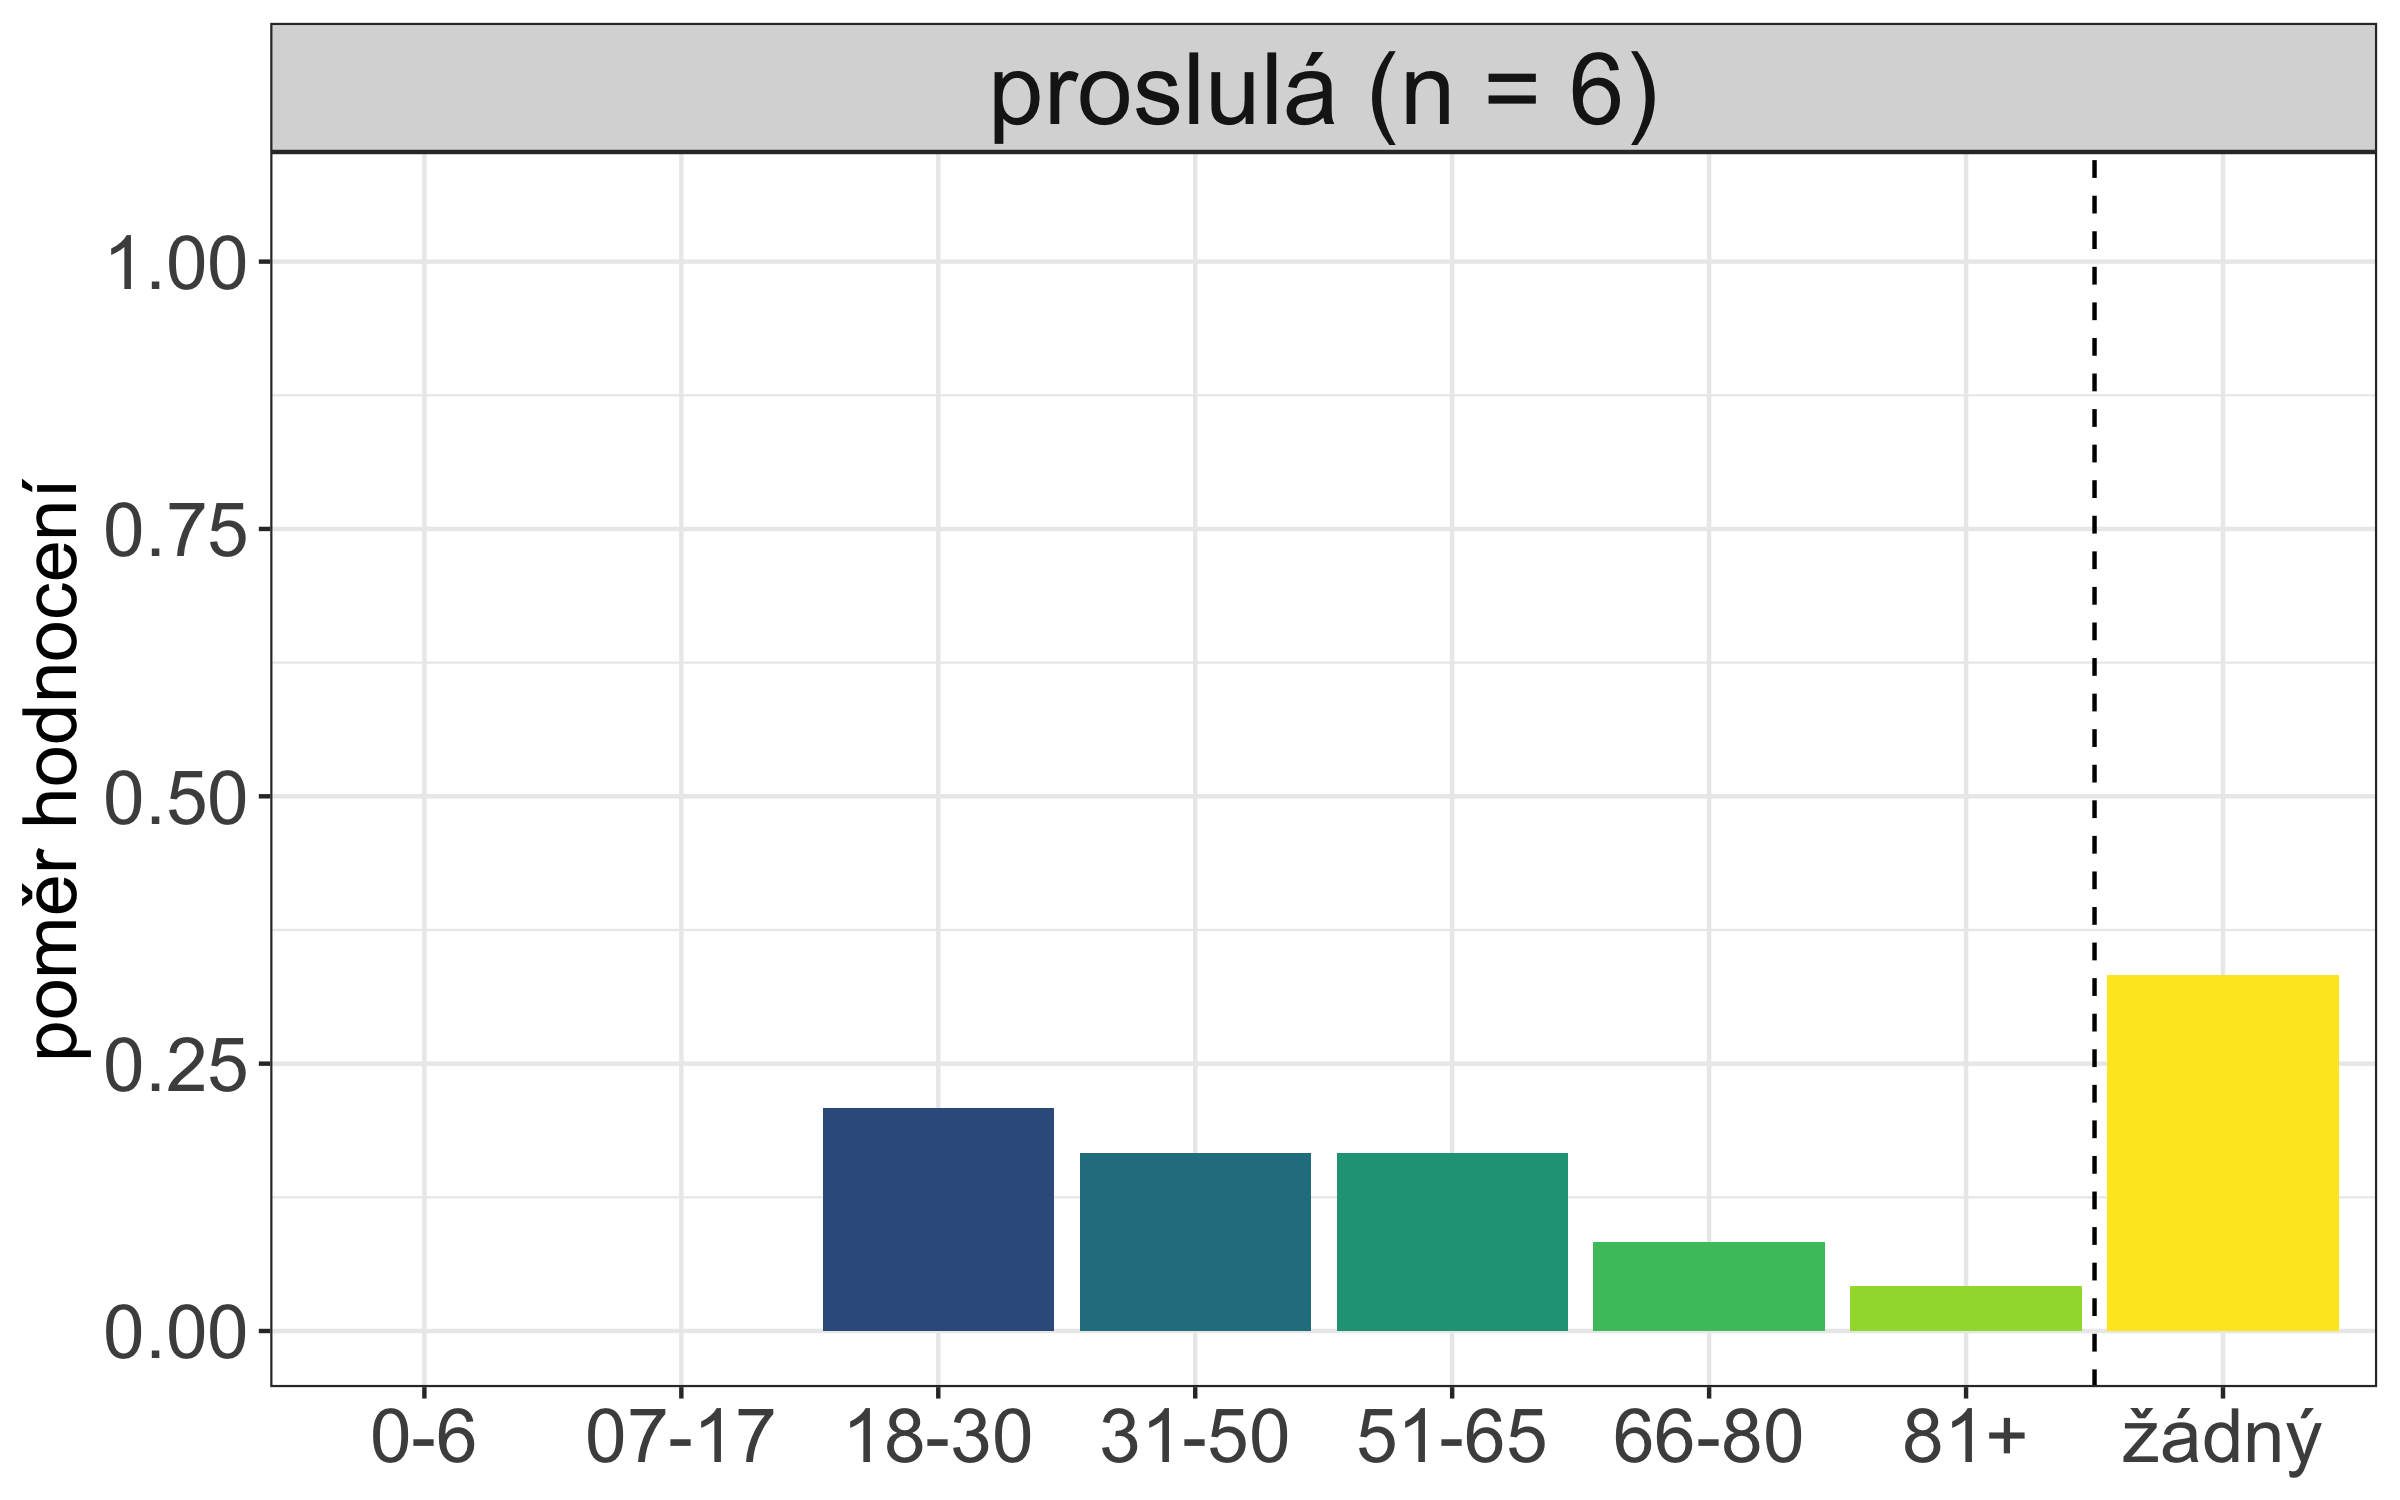 proslulá (n = 6)
poměr hodnocení
1.00
0.75
0.50
0.25
0.00
0-6 07-17 18-30 31-50 51-65 66-80 81+ žádný